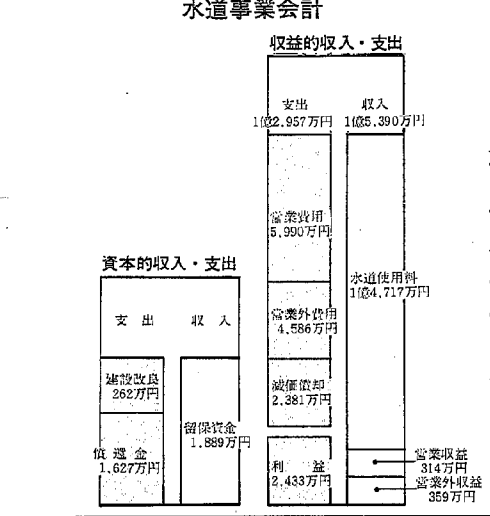 水道事業会計
収益的収入・支出
支出
1億2,957万円
収入
1億5,390万円
営業費用
5,990万円
営業外費用
4,586万円
減価償却
2,381万円
利益
2,433万円
水道使用料
1億4,717万円
営業収益
314万円
営業外収益
359万円
資本的収入・支出
支出
収入
建設改良
262万円
償還金
1,627万円
留保資金
1,889万円